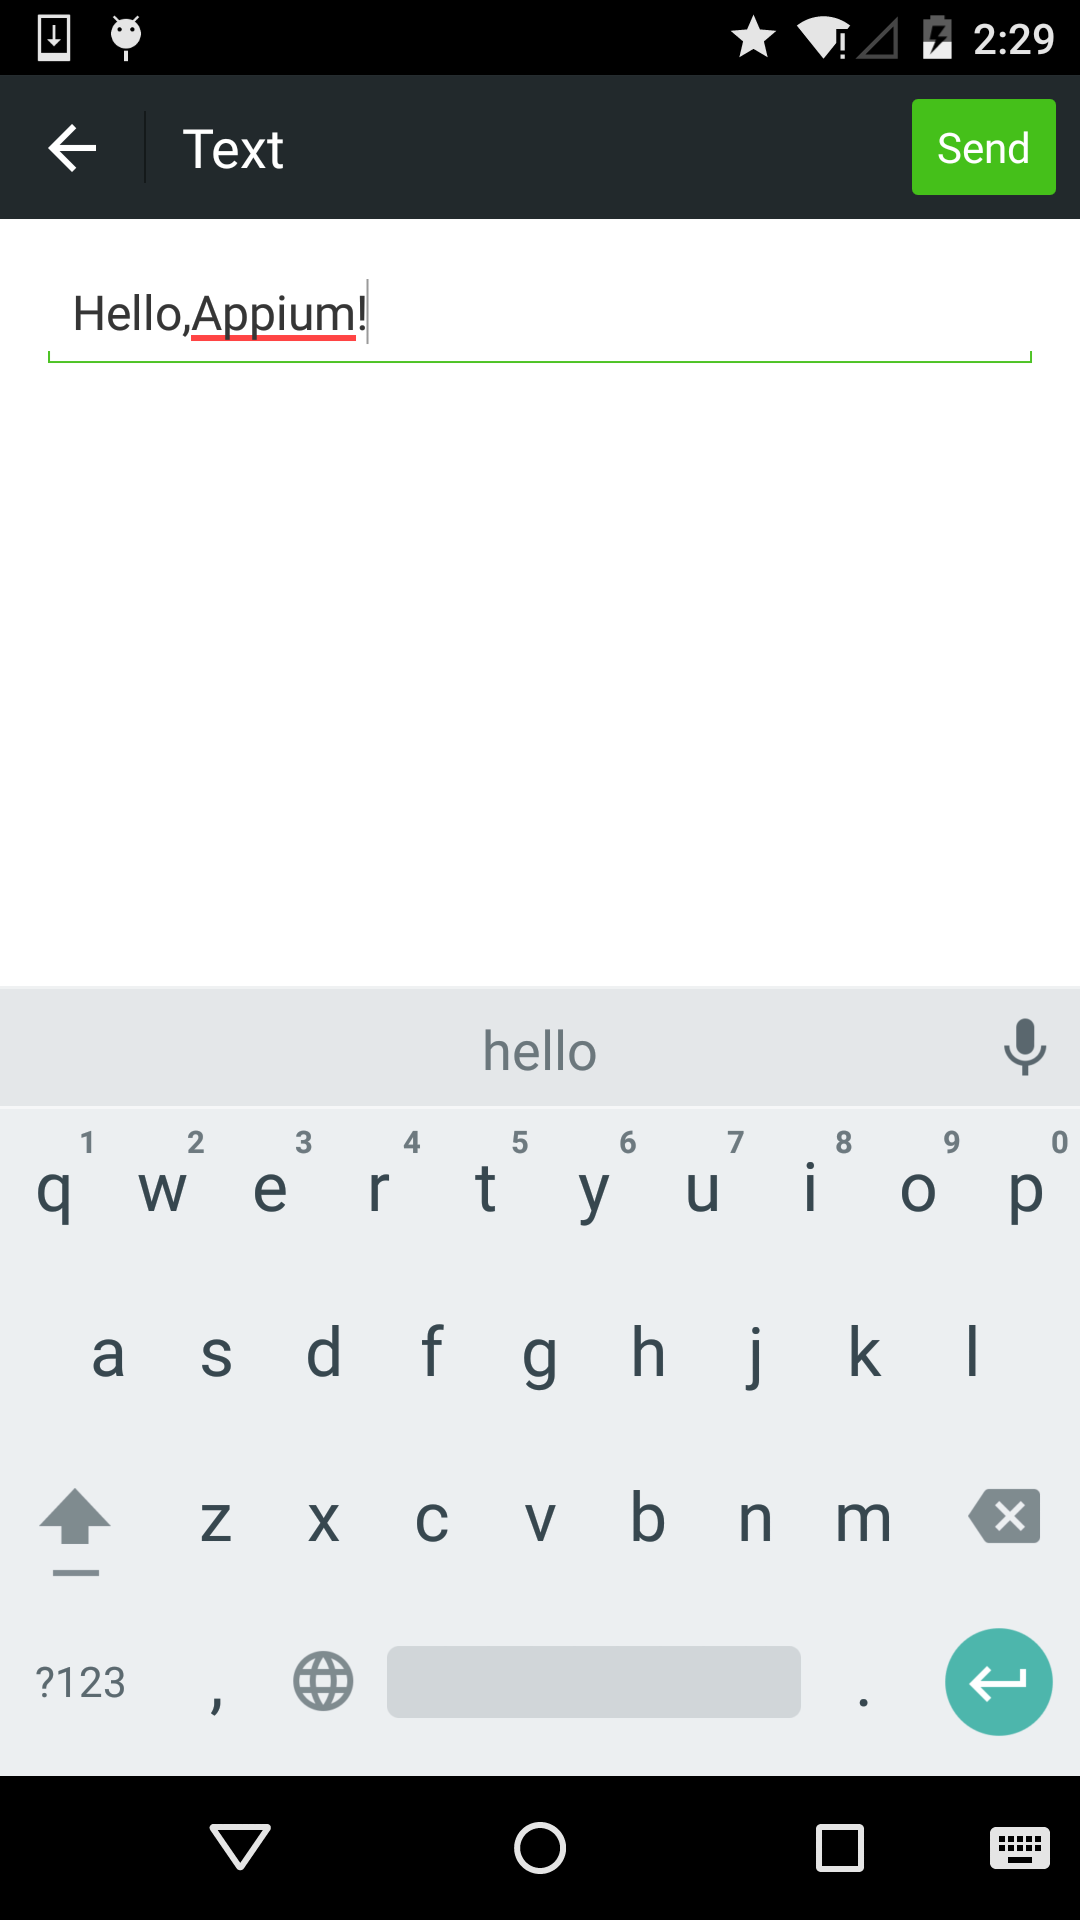 2:29
Text
Send
Hello,Appium!
hello
1 2 3 4 5 6 7 8 9 0
q w e r t y u i o p
a s d f g h j k l
z x c v b n m
?123 , .